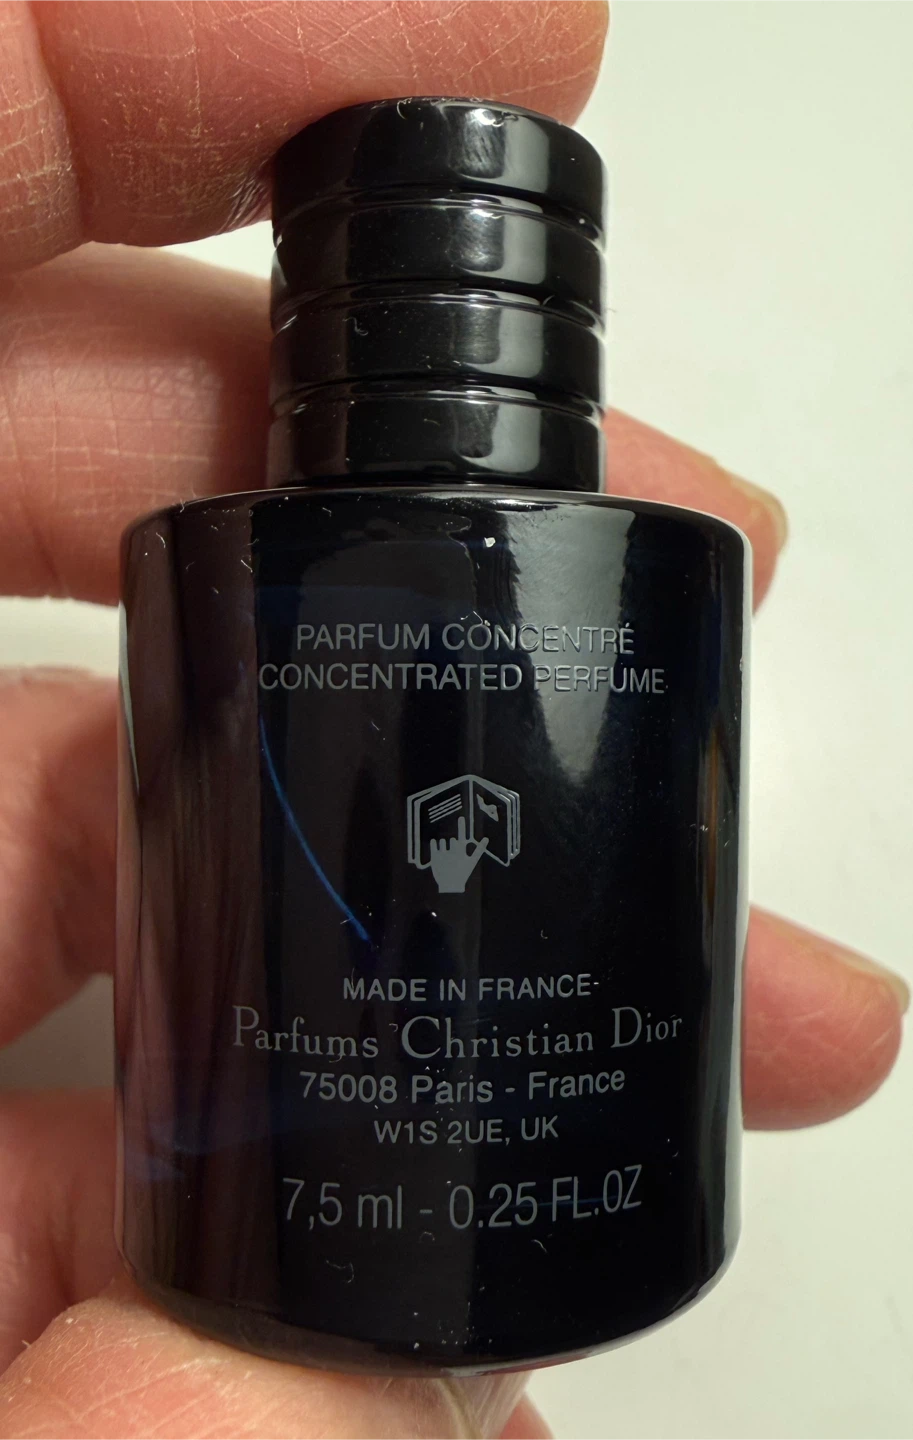 PARFUM CONCENTRÉ
CONCENTRATED PERFUME
MADE IN FRANCE
Parfums Christian Dior
75008 Paris - France
W1S 2UE, UK
7,5 ml - 0.25 FL.OZ